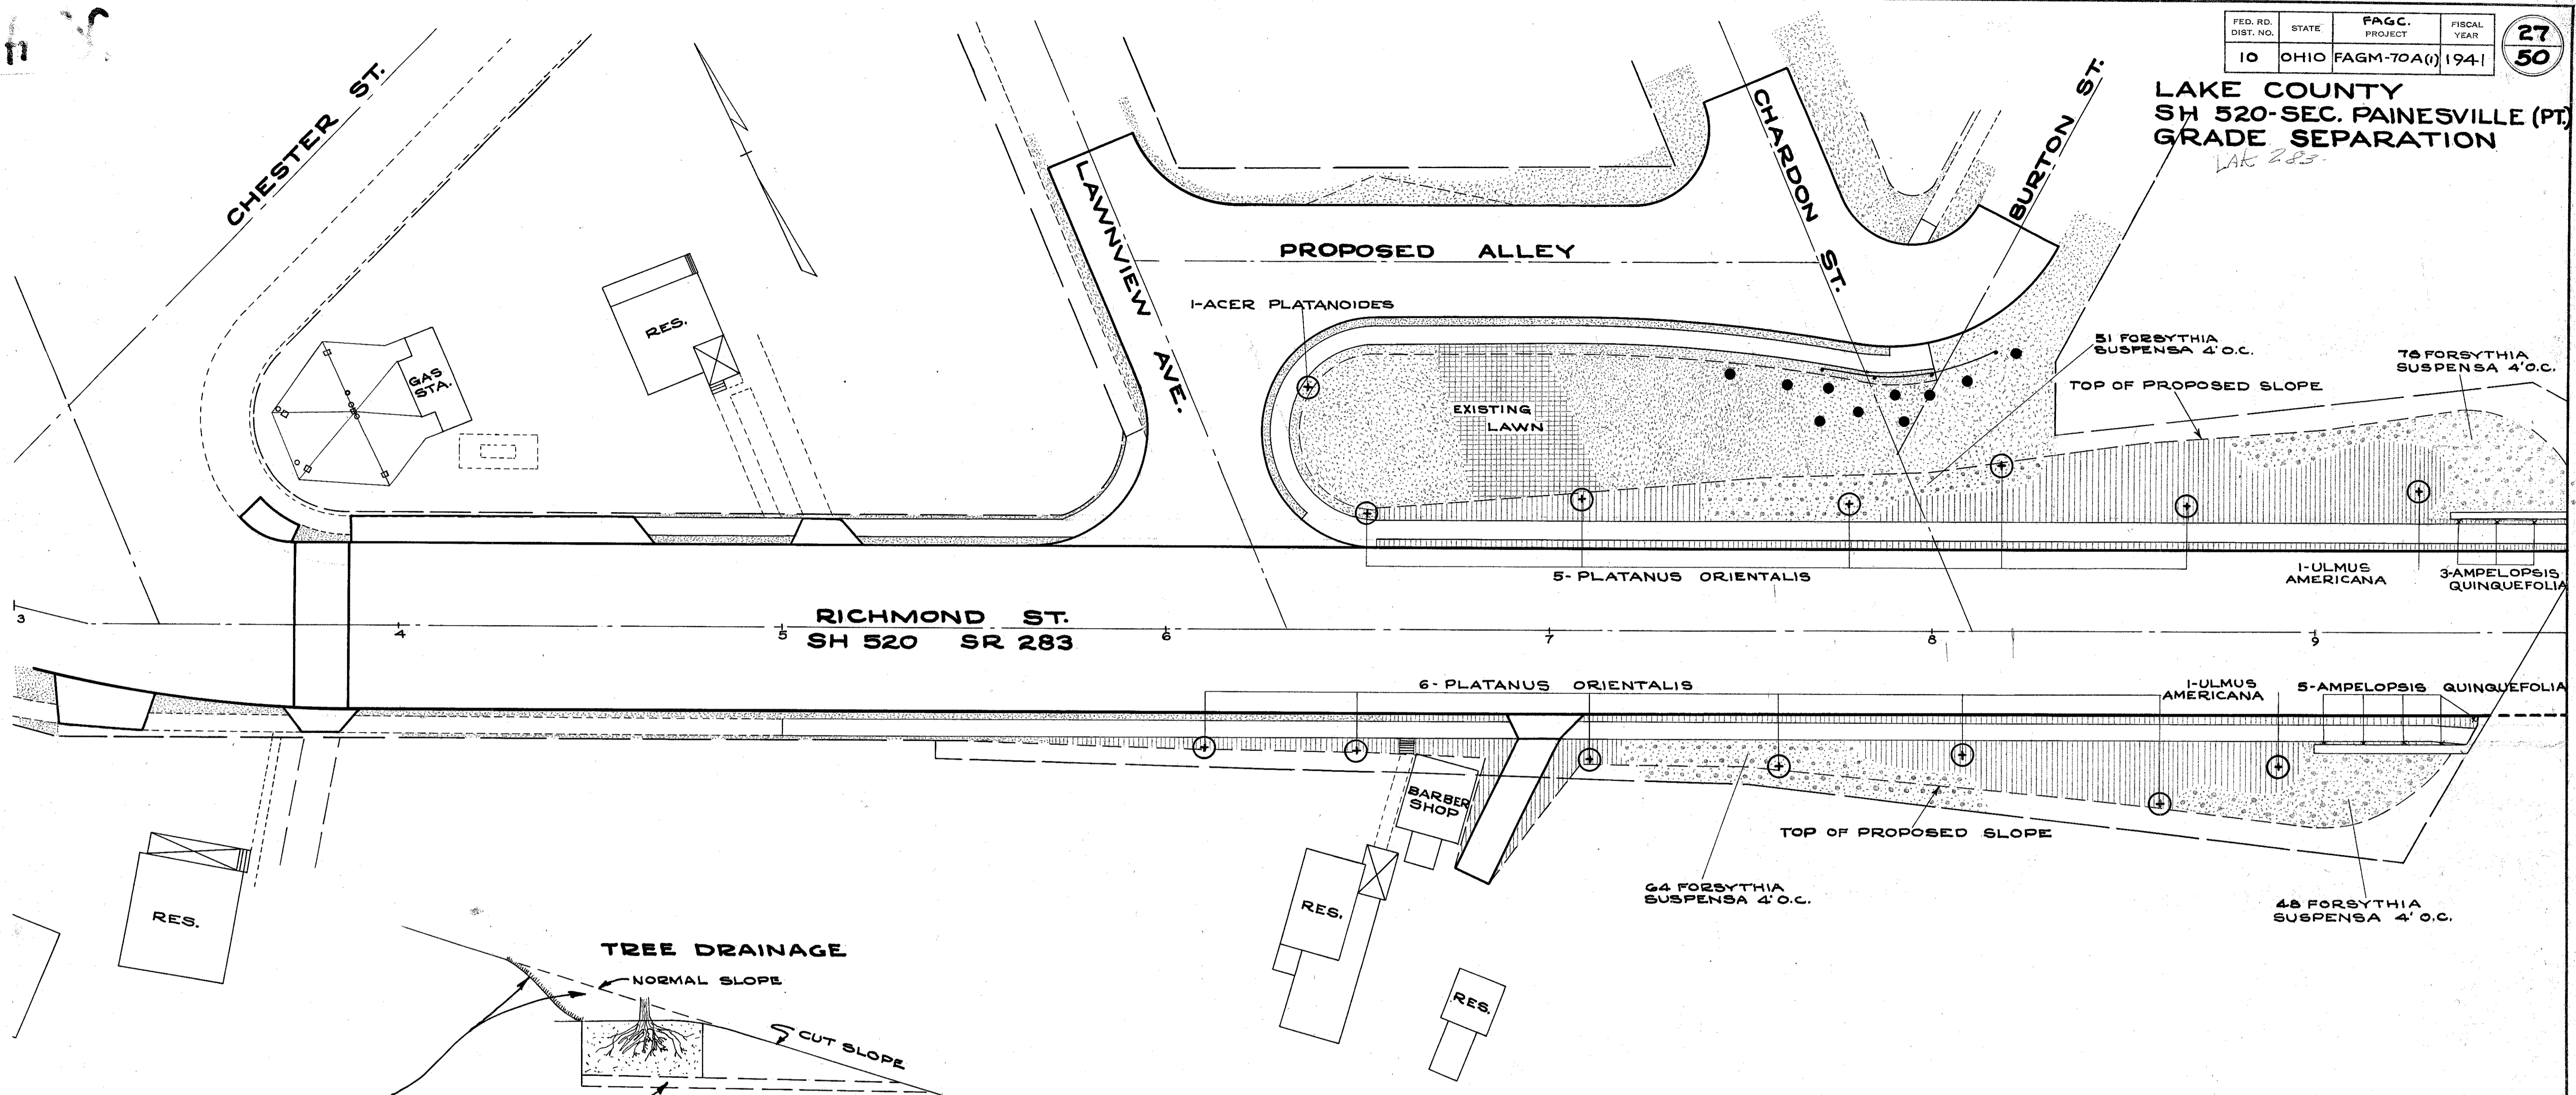 FED. RD. DIST. NO.
STATE
FAGC. PROJECT
FISCAL YEAR
10
OHIO
FAGM-70A(1)
1941
27
50
LAKE COUNTY
SH 520-SEC. PAINESVILLE (PT.)
GRADE SEPARATION
LAK 283-
CHESTER ST.
LAWNVIEW AVE.
CHARDON ST.
BURTON ST.
PROPOSED ALLEY
1-ACER PLATANOIDES
RES.
GAS
STA.
EXISTING
LAWN
51 FORSYTHIA
SUSPENSA 4' O.C.
78 FORSYTHIA
SUSPENSA 4' O.C.
TOP OF PROPOSED SLOPE
5- PLATANUS ORIENTALIS
1-ULMUS
AMERICANA
3-AMPELOPSIS
QUINQUEFOLIA
RICHMOND ST.
SH 520 SR 283
3
4
5
6
7
8
9
6- PLATANUS ORIENTALIS
1-ULMUS
AMERICANA
5-AMPELOPSIS QUINQUEFOLIA
BARBER
SHOP
TOP OF PROPOSED SLOPE
64 FORSYTHIA
SUSPENSA 4' O.C.
48 FORSYTHIA
SUSPENSA 4' O.C.
RES.
RES.
RES.
TREE DRAINAGE
NORMAL SLOPE
CUT SLOPE